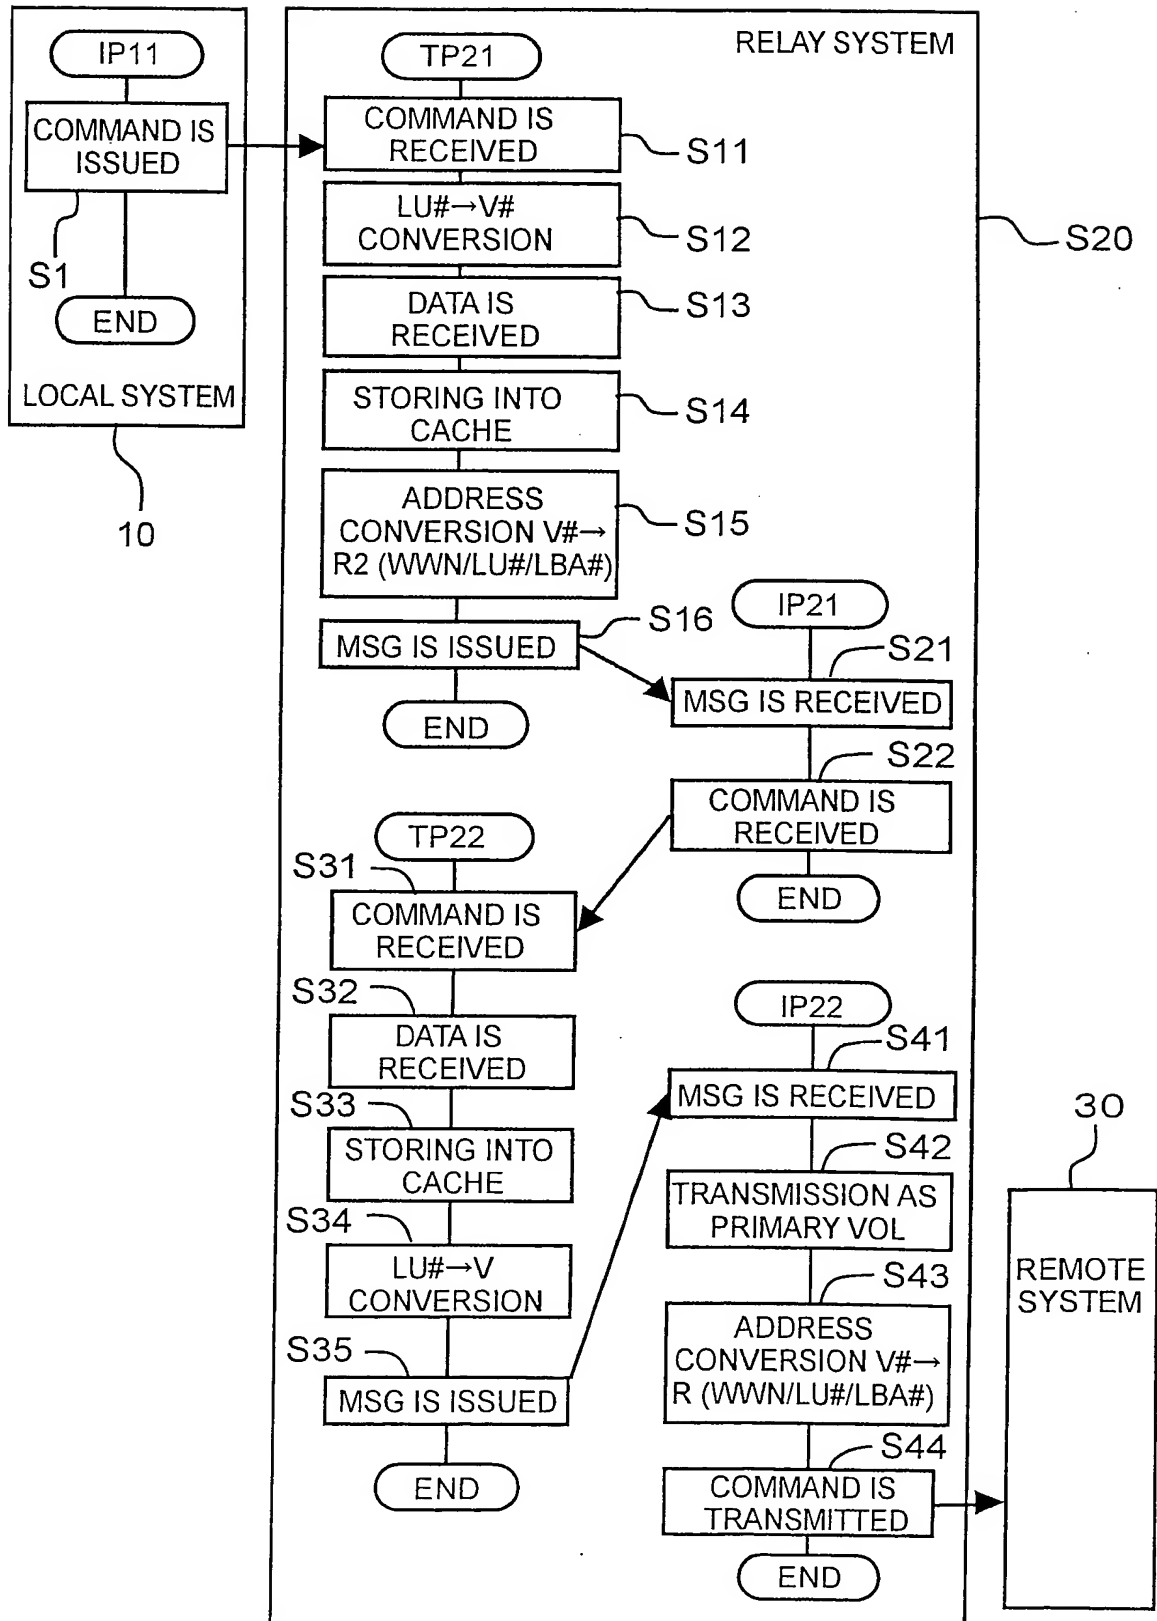 IP11
COMMAND IS
ISSUED
S1
END
LOCAL SYSTEM
10
RELAY SYSTEM
S20
TP21
COMMAND IS
RECEIVED
S11
LU#→V#
CONVERSION
S12
DATA IS
RECEIVED
S13
STORING INTO
CACHE
S14
ADDRESS
CONVERSION V#→
R2 (WWN/LU#/LBA#)
S15
MSG IS ISSUED
S16
END
IP21
S21
MSG IS RECEIVED
S22
COMMAND IS
RECEIVED
END
TP22
S31
COMMAND IS
RECEIVED
S32
DATA IS
RECEIVED
S33
STORING INTO
CACHE
S34
LU#→V
CONVERSION
S35
MSG IS ISSUED
END
IP22
S41
MSG IS RECEIVED
S42
TRANSMISSION AS
PRIMARY VOL
S43
ADDRESS
CONVERSION V#→
R (WWN/LU#/LBA#)
S44
COMMAND IS
TRANSMITTED
END
30
REMOTE
SYSTEM